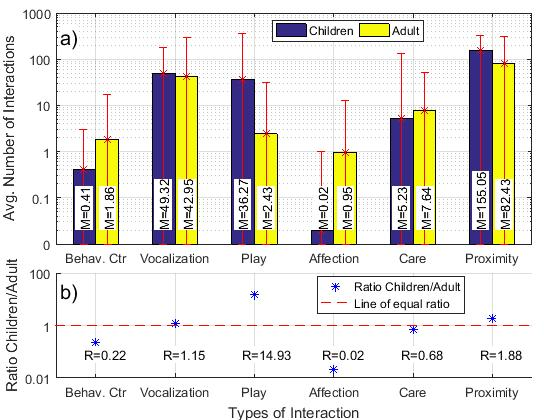 a)
Children Adult
Avg. Number of Interactions
1000
100
10
1
0.1
0
M=0.41
M=1.86
M=49.32
M=42.95
M=36.27
M=2.43
M=0.02
M=0.95
M=5.23
M=7.64
M=155.05
M=82.43
Behav. Ctr Vocalization Play Affection Care Proximity
b)
Ratio Children/Adult
Line of equal ratio
Ratio Children/Adult
100
1
0.01
R=0.22 R=1.15 R=14.93 R=0.02 R=0.68 R=1.88
Behav. Ctr Vocalization Play Affection Care Proximity
Types of Interaction